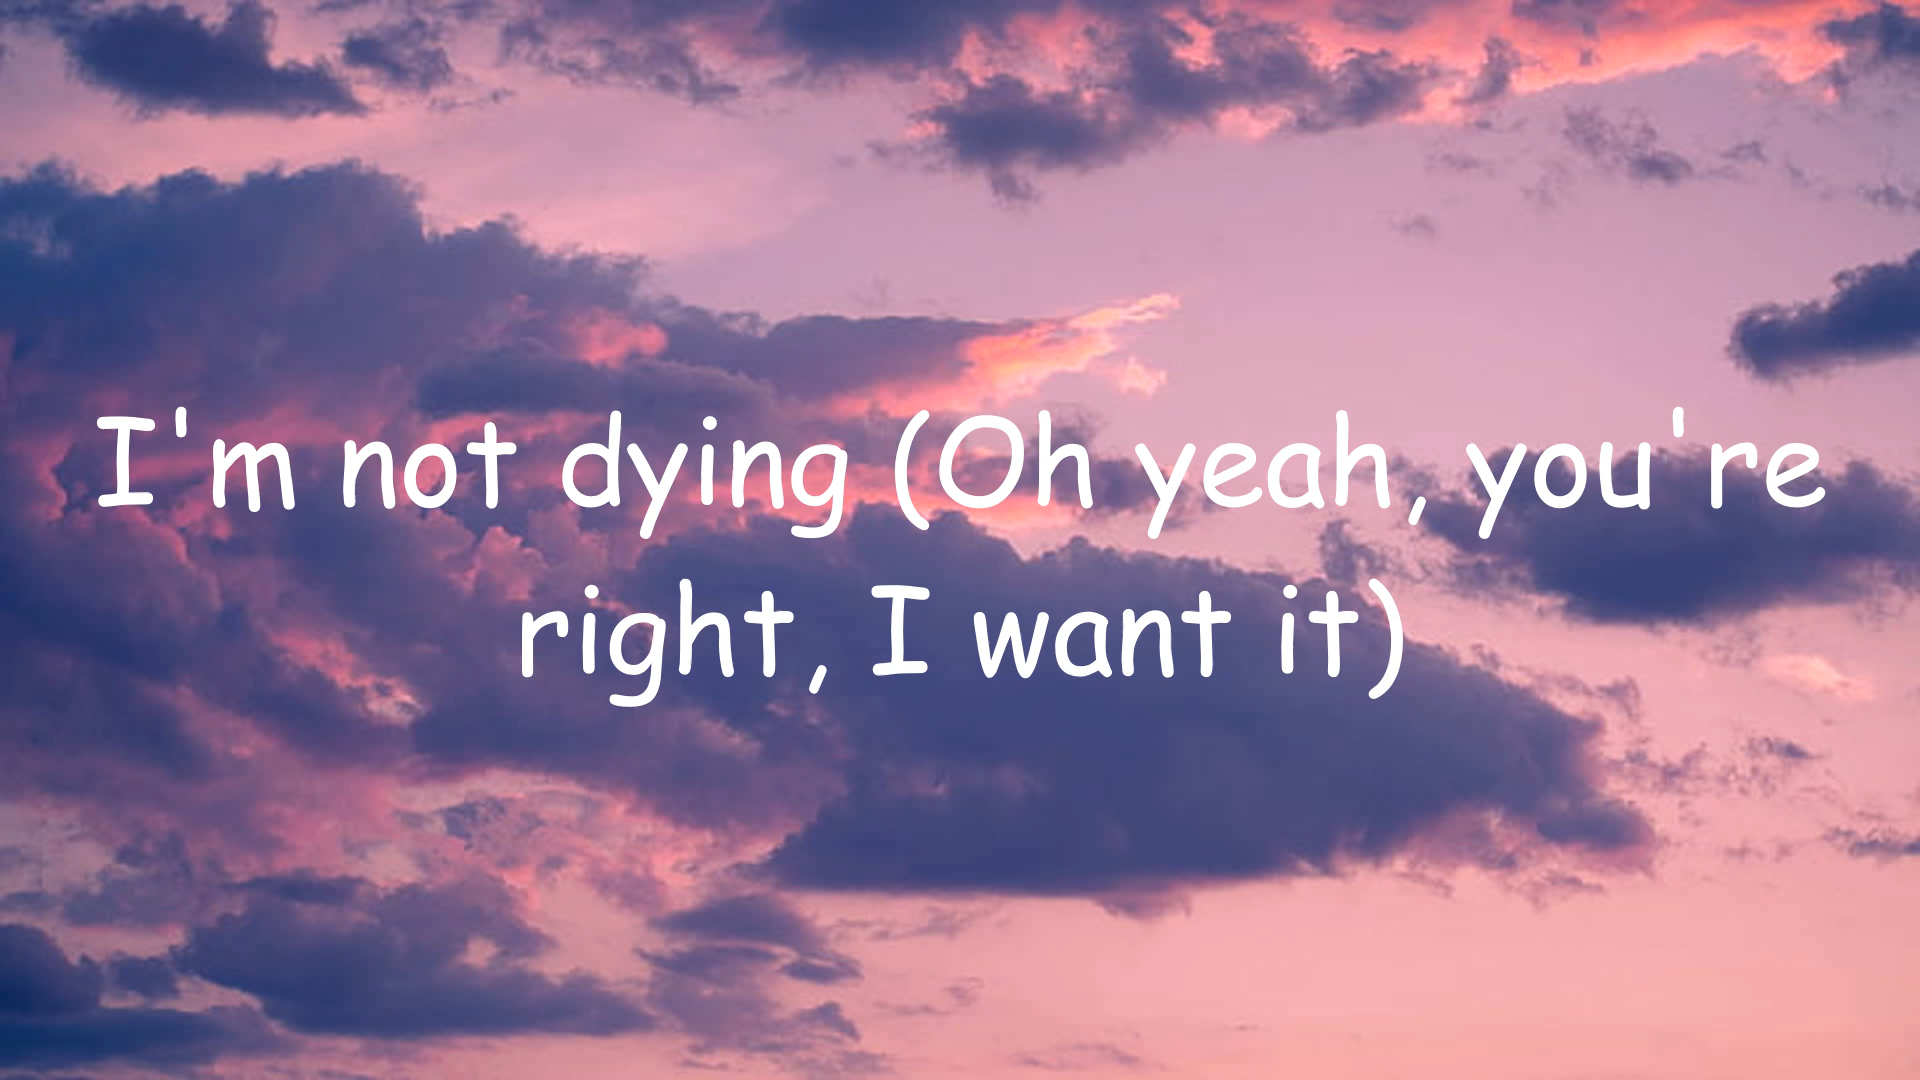 I'm not dying (Oh yeah, you're
right, I want it)